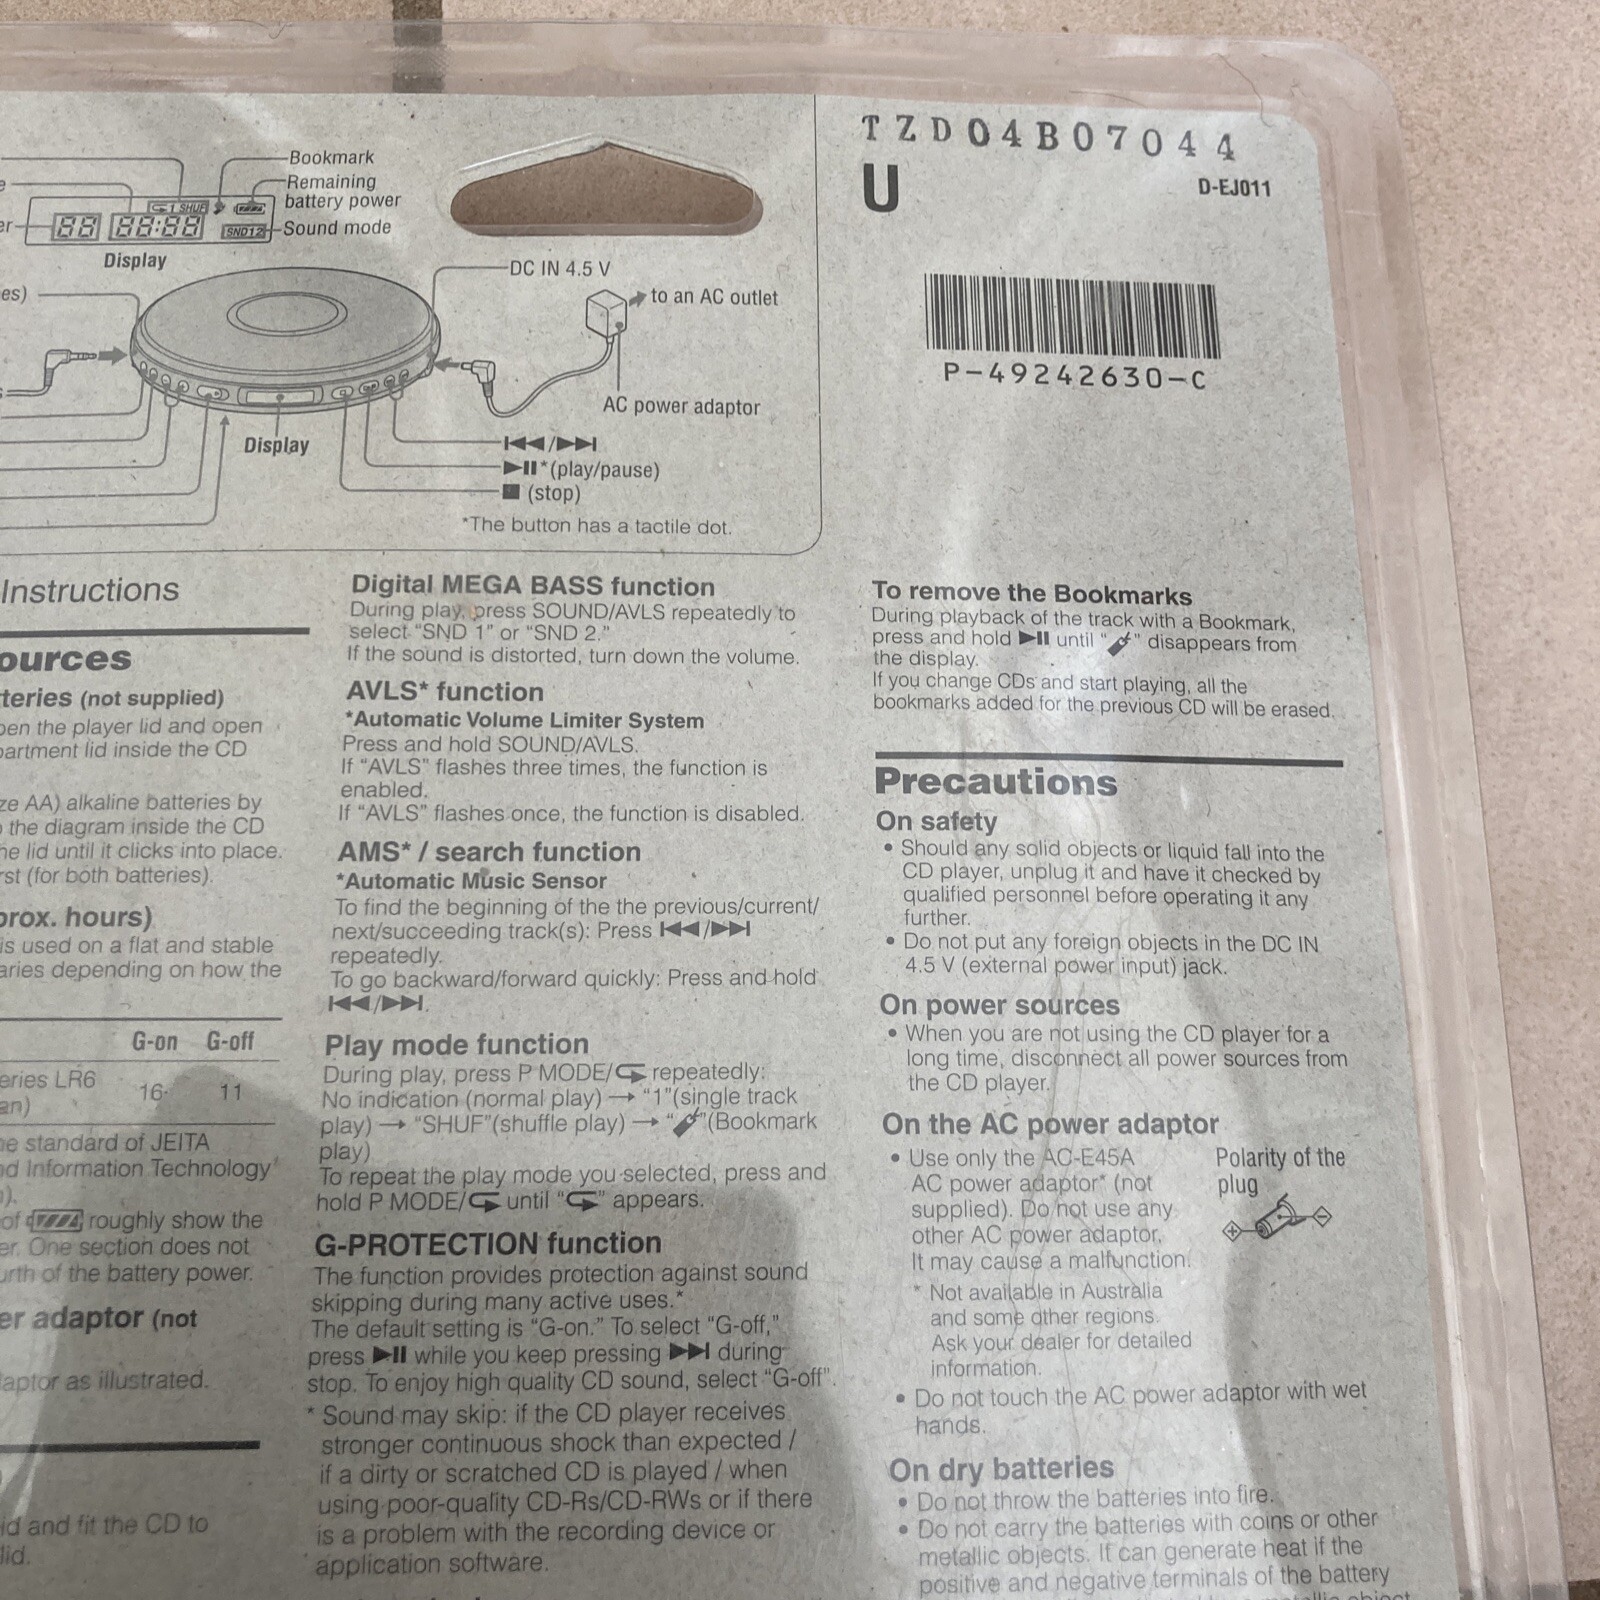 TZD04B07044
U
D-EJ011
P-49242630-C
Bookmark
Remaining
battery power
Sound mode
1 SHUF
88 88:88
SND12
Display
es)
DC IN 4.5 V
to an AC outlet
AC power adaptor
Display
⏮/⏭
▶II*(play/pause)
■ (stop)
*The button has a tactile dot.
Instructions
ources
teries (not supplied)
pen the player lid and open
partment lid inside the CD
ze AA) alkaline batteries by
the diagram inside the CD
he lid until it clicks into place.
rst (for both batteries).
prox. hours)
is used on a flat and stable
aries depending on how the
G-on G-off
eries LR6
an)
16 11
he standard of JEITA
nd Information Technology
).
of roughly show the
er. One section does not
urth of the battery power.
er adaptor (not
aptor as illustrated.
id and fit the CD to
lid.
Digital MEGA BASS function
During play, press SOUND/AVLS repeatedly to
select “SND 1” or “SND 2.”
If the sound is distorted, turn down the volume.
AVLS* function
*Automatic Volume Limiter System
Press and hold SOUND/AVLS.
If “AVLS” flashes three times, the function is
enabled.
If “AVLS” flashes once, the function is disabled.
AMS* / search function
*Automatic Music Sensor
To find the beginning of the the previous/current/
next/succeeding track(s): Press ⏮/⏭
repeatedly.
To go backward/forward quickly: Press and hold
⏮/⏭.
Play mode function
During play, press P MODE/ repeatedly:
No indication (normal play) → “1”(single track
play) → “SHUF”(shuffle play) → “ ”(Bookmark
play)
To repeat the play mode you selected, press and
hold P MODE/ until “ ” appears.
G-PROTECTION function
The function provides protection against sound
skipping during many active uses.*
The default setting is “G-on.” To select “G-off,”
press ▶II while you keep pressing ⏭ during
stop. To enjoy high quality CD sound, select “G-off”.
* Sound may skip: if the CD player receives
stronger continuous shock than expected /
if a dirty or scratched CD is played / when
using poor-quality CD-Rs/CD-RWs or if there
is a problem with the recording device or
application software.
To remove the Bookmarks
During playback of the track with a Bookmark,
press and hold ▶II until “ ” disappears from
the display.
If you change CDs and start playing, all the
bookmarks added for the previous CD will be erased.
Precautions
On safety
• Should any solid objects or liquid fall into the
CD player, unplug it and have it checked by
qualified personnel before operating it any
further.
• Do not put any foreign objects in the DC IN
4.5 V (external power input) jack.
On power sources
• When you are not using the CD player for a
long time, disconnect all power sources from
the CD player.
On the AC power adaptor
• Use only the AC-E45A
AC power adaptor* (not
supplied). Do not use any
other AC power adaptor.
It may cause a malfunction.
* Not available in Australia
and some other regions.
Ask your dealer for detailed
information.
Polarity of the
plug
• Do not touch the AC power adaptor with wet
hands.
On dry batteries
• Do not throw the batteries into fire.
• Do not carry the batteries with coins or other
metallic objects. It can generate heat if the
positive and negative terminals of the battery